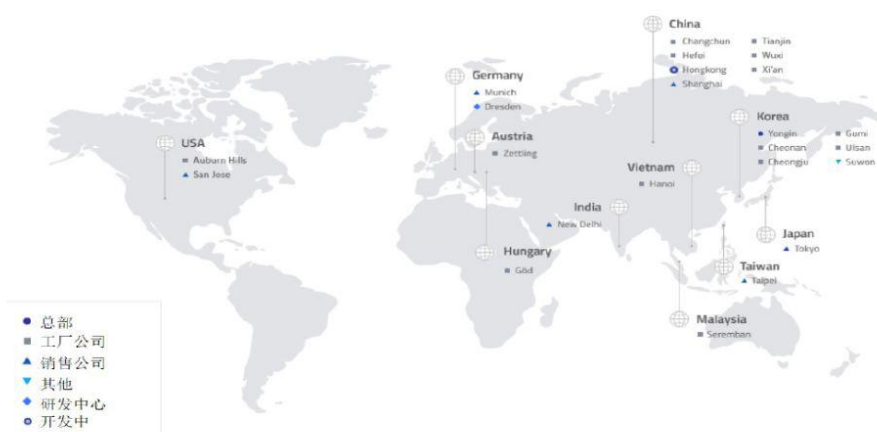 China
Changchun
Tianjin
Hefei
Wuxi
Hongkong
Xi'an
Shanghai
Germany
Munich
Dresden
Korea
Yongin
Gumi
Cheonan
Ulsan
Cheongju
Suwon
USA
Auburn Hills
San Jose
Austria
Zettling
Vietnam
Hanoi
India
New Delhi
Japan
Tokyo
Hungary
Göd
Taiwan
Taipei
Malaysia
Seremban
总部
工厂公司
销售公司
其他
研发中心
开发中